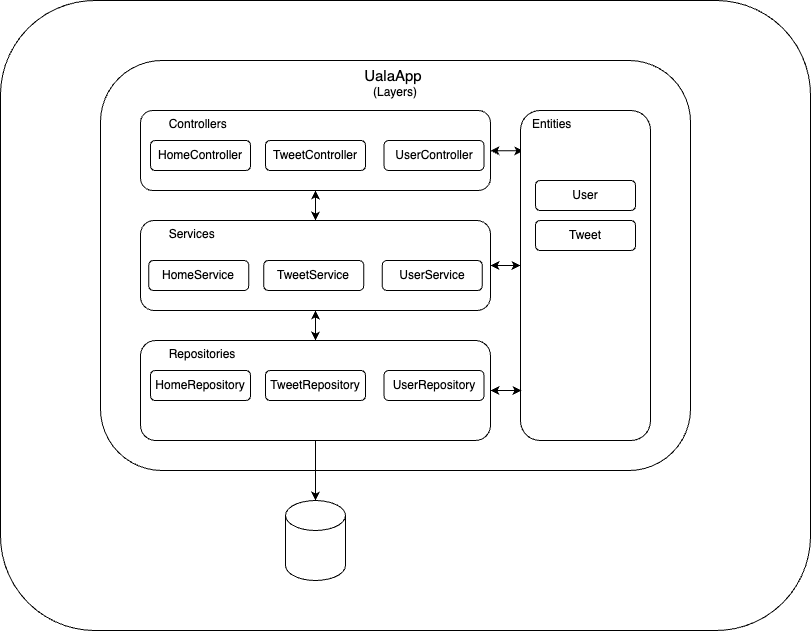 UalaApp
(Layers)
Controllers
HomeController
TweetController
UserController
Entities
User
Tweet
Services
HomeService
TweetService
UserService
Repositories
HomeRepository
TweetRepository
UserRepository